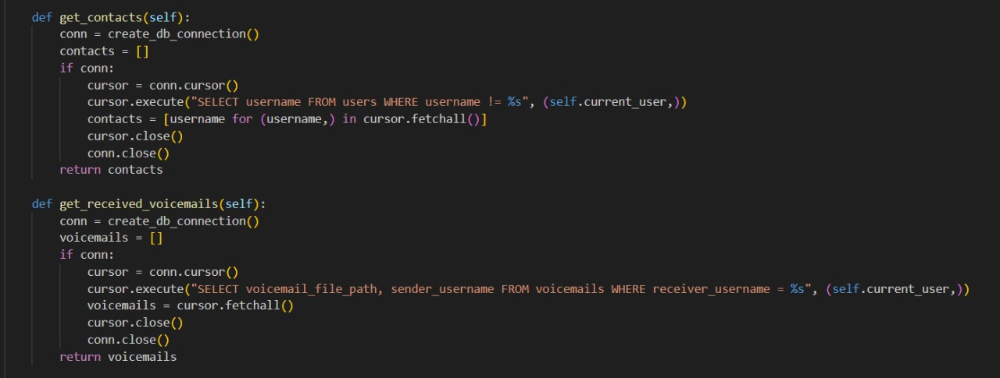 def get_contacts(self):
    conn = create_db_connection()
    contacts = []
    if conn:
        cursor = conn.cursor()
        cursor.execute("SELECT username FROM users WHERE username != %s", (self.current_user,))
        contacts = [username for (username,) in cursor.fetchall()]
        cursor.close()
        conn.close()
    return contacts

def get_received_voicemails(self):
    conn = create_db_connection()
    voicemails = []
    if conn:
        cursor = conn.cursor()
        cursor.execute("SELECT voicemail_file_path, sender_username FROM voicemails WHERE receiver_username = %s", (self.current_user,))
        voicemails = cursor.fetchall()
        cursor.close()
        conn.close()
    return voicemails